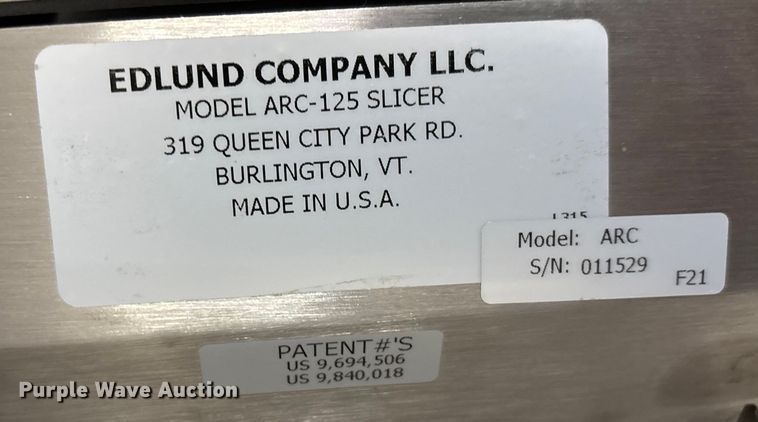 EDLUND COMPANY LLC.
MODEL ARC-125 SLICER
319 QUEEN CITY PARK RD.
BURLINGTON, VT.
MADE IN U.S.A.
L315
Model: ARC
S/N: 011529
F21
PATENT#'S
US 9,694,506
US 9,840,018
Purple Wave Auction